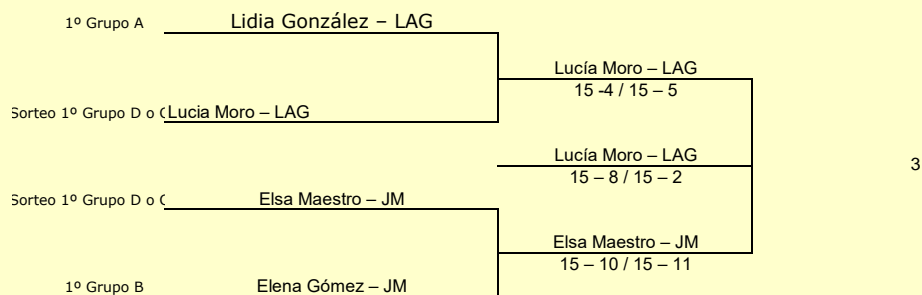 1º Grupo A Lidia González – LAG
Lucía Moro – LAG
15 -4 / 15 – 5
Sorteo 1º Grupo D o C Lucia Moro – LAG
Lucía Moro – LAG
15 – 8 / 15 – 2
3
Sorteo 1º Grupo D o C Elsa Maestro – JM
Elsa Maestro – JM
15 – 10 / 15 – 11
1º Grupo B Elena Gómez – JM